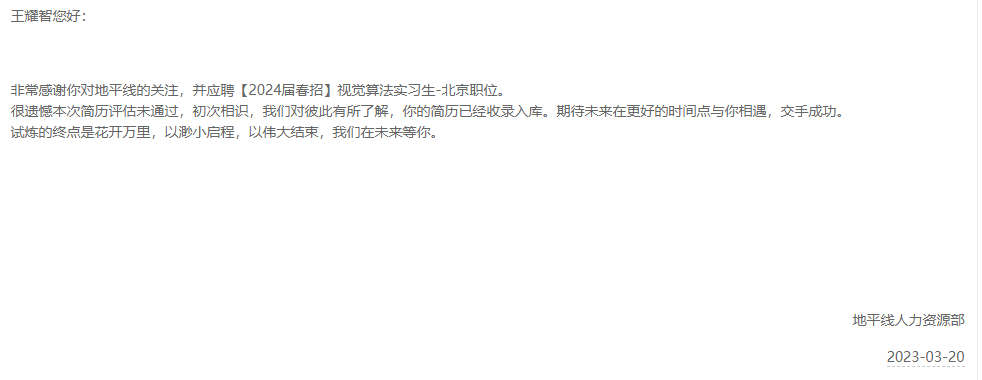 王耀智您好：
非常感谢你对地平线的关注，并应聘【2024届春招】视觉算法实习生-北京职位。
很遗憾本次简历评估未通过，初次相识，我们对彼此有所了解，你的简历已经收录入库。期待未来在更好的时间点与你相遇，交手成功。
试炼的终点是花开万里，以渺小启程，以伟大结束，我们在未来等你。
地平线人力资源部
2023-03-20